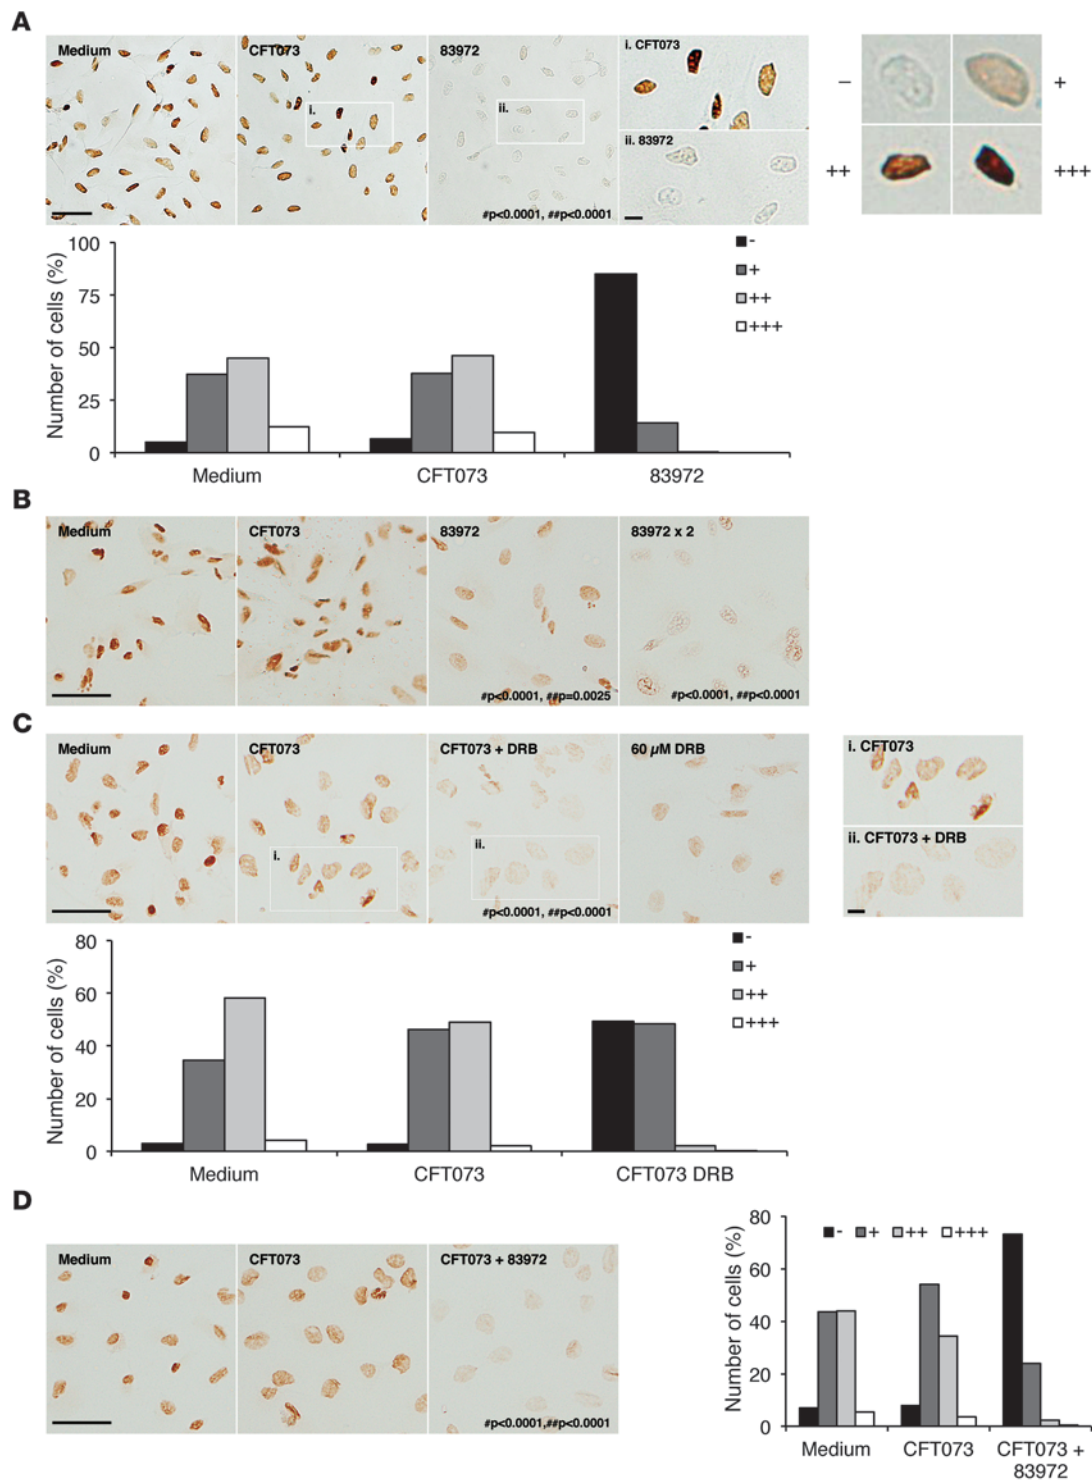 A
Medium
CFT073
83972
i.
ii.
#p<0.0001, ##p<0.0001
i. CFT073
ii. 83972
–
+
++
+++
Number of cells (%)
100
75
50
25
0
-
+
++
+++
Medium
CFT073
83972
B
Medium
CFT073
83972
83972 x 2
#p<0.0001, ##p=0.0025
#p<0.0001, ##p<0.0001
C
Medium
CFT073
CFT073 + DRB
60 µM DRB
i.
ii.
#p<0.0001, ##p<0.0001
i. CFT073
ii. CFT073 + DRB
Number of cells (%)
80
60
40
20
0
-
+
++
+++
Medium
CFT073
CFT073 DRB
D
Medium
CFT073
CFT073 + 83972
#p<0.0001,##p<0.0001
Number of cells (%)
80
60
40
20
0
- + ++ +++
Medium
CFT073
CFT073 +
83972